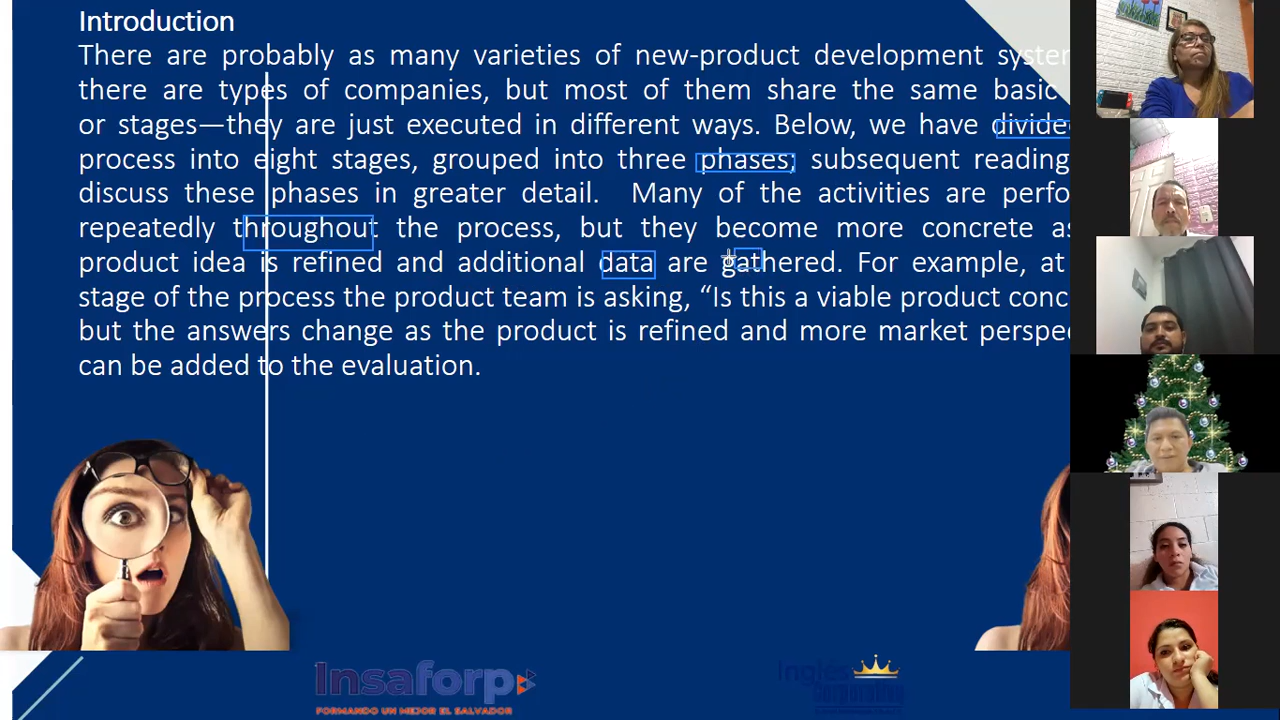 Introduction
There are probably as many varieties of new-product development
there are types of companies, but most of them share the same basic
or stages—they are just executed in different ways. Below, we have
process into eight stages, grouped into three phases; subsequent reading
discuss these phases in greater detail. Many of the activities are
repeatedly throughout the process, but they become more concrete
product idea is refined and additional data are gathered. For example, at
stage of the process the product team is asking, “Is this a viable product
but the answers change as the product is refined and more market
can be added to the evaluation.
Insaforp
FORMANDO UN MEJOR EL SALVADOR
Inglés